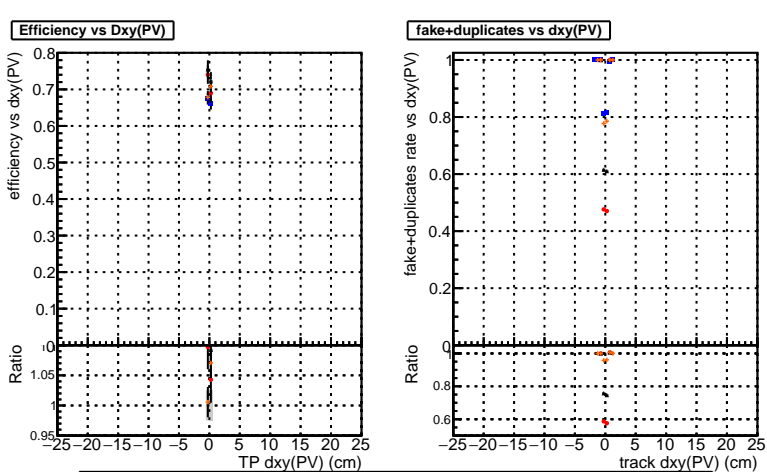 Efficiency vs Dxy(PV)
fake+duplicates vs dxy(PV)
efficiency vs dxy(PV)
0.8
0.7
0.6
0.5
0.4
0.3
0.2
0.1
0
Ratio
1.05
1
0.95
−25 −20 −15 −10 −5 0 5 10 15 20 25
TP dxy(PV) (cm)
fake+duplicates rate vs dxy(PV)
1
0.8
0.6
0.4
0.2
0
Ratio
1
0.8
0.6
−25 −20 −15 −10 −5 0 5 10 15 20 25
track dxy(PV) (cm)